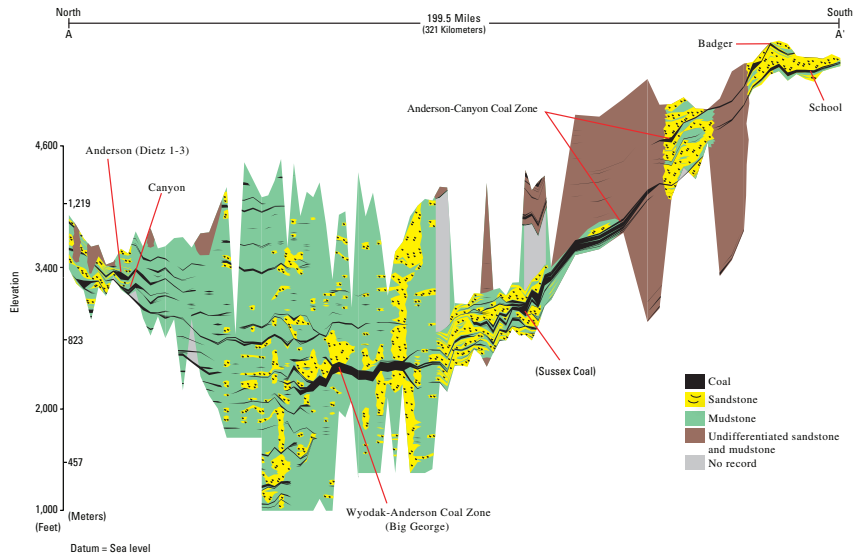 North
A
199.5 Miles
(321 Kilometers)
South
A'
Badger
School
Anderson-Canyon Coal Zone
4,600
Anderson (Dietz 1-3)
Canyon
1,219
3,400
Elevation
823
(Sussex Coal)
2,000
457
1,000
(Meters)
(Feet)
Wyodak-Anderson Coal Zone
(Big George)
Coal
Sandstone
Mudstone
Undifferentiated sandstone
and mudstone
No record
Datum = Sea level